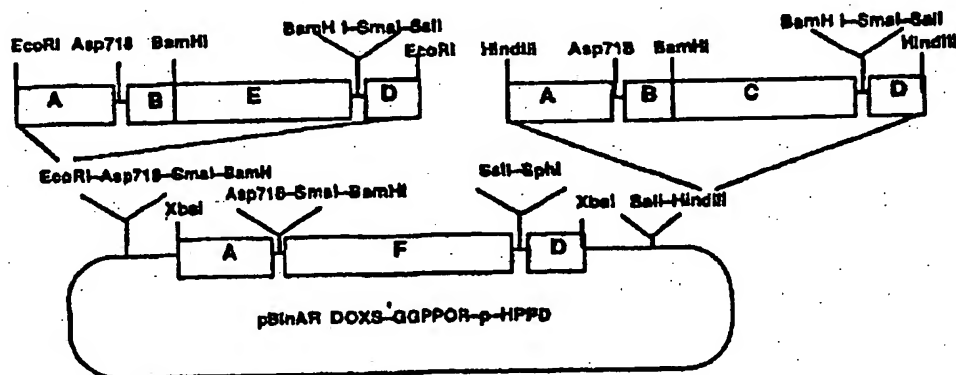 BamH I-SmaI-SalI
EcoRI Asp718 BamHI
EcoRI
A B E D
BamH I-SmaI-SalI
HindIII Asp718 BamHI
HindIII
A B C D
EcoRI-Asp718-SmaI-BamHI
XbaI
Asp718-SmaI-BamHI
SalI-SphI
XbaI SalI-HindIII
A F D
pBinAR DOXS-GGPPOR-p-HPPD